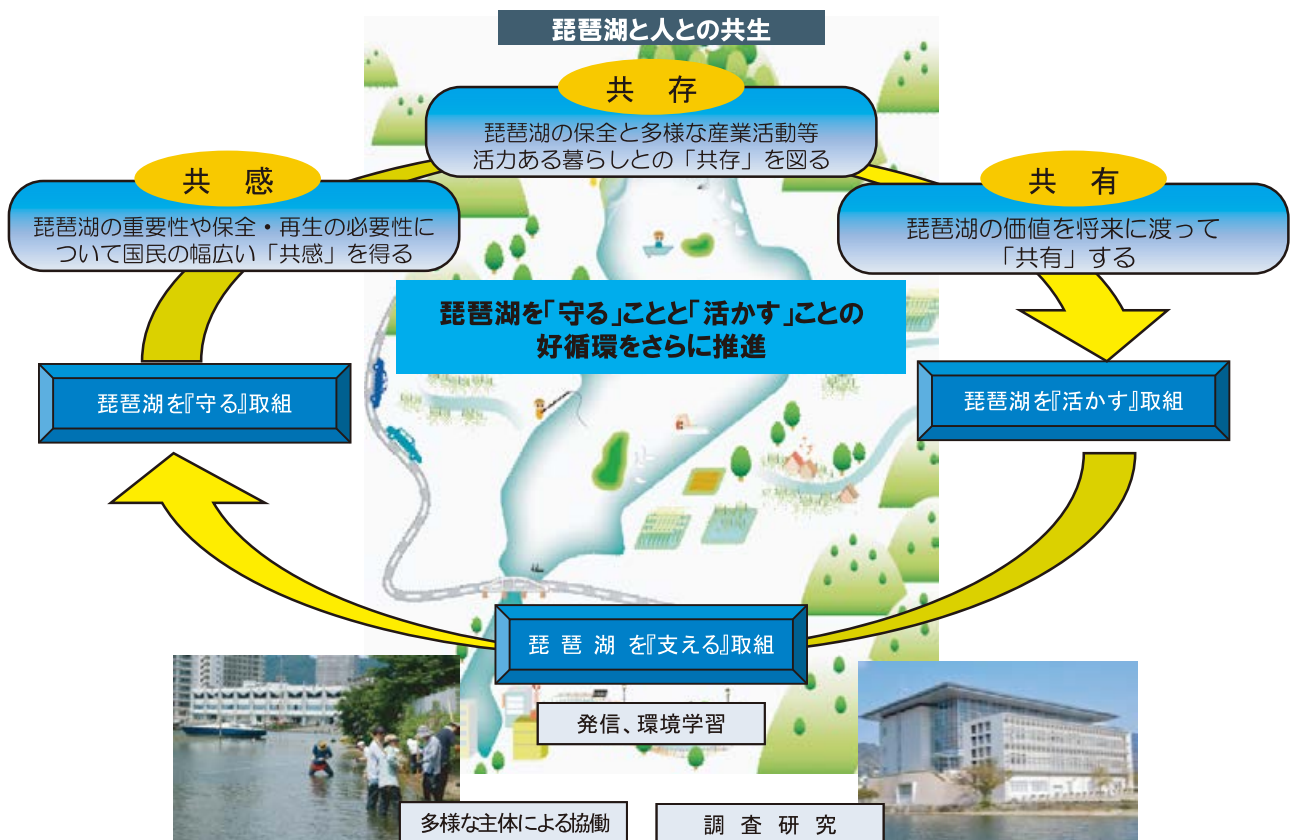 琵琶湖と人との共生
共 存
琵琶湖の保全と多様な産業活動等
活力ある暮らしとの「共存」を図る
共 感
琵琶湖の重要性や保全・再生の必要性に
ついて国民の幅広い「共感」を得る
共 有
琵琶湖の価値を将来に渡って
「共有」する
琵琶湖を「守る」ことと「活かす」ことの
好循環をさらに推進
琵琶湖を『守る』取組
琵琶湖を『活かす』取組
琵 琶 湖 を『支える』取組
発信、環境学習
多様な主体による協働
調 査 研 究